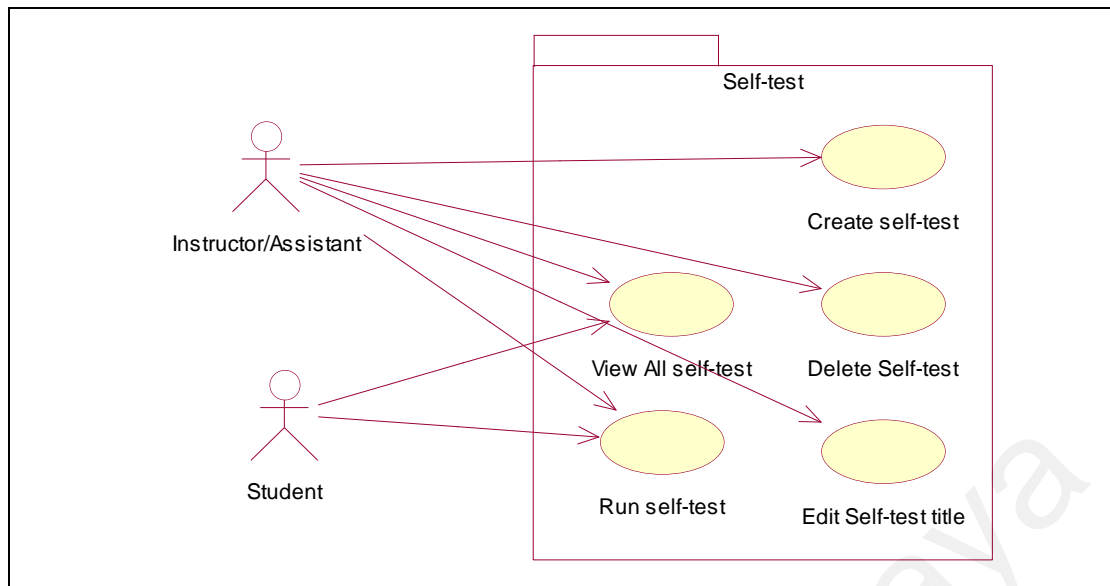 Self-test
Create self-test
Instructor/Assistant
View All self-test
Delete Self-test
Student
Run self-test
Edit Self-test title
aya